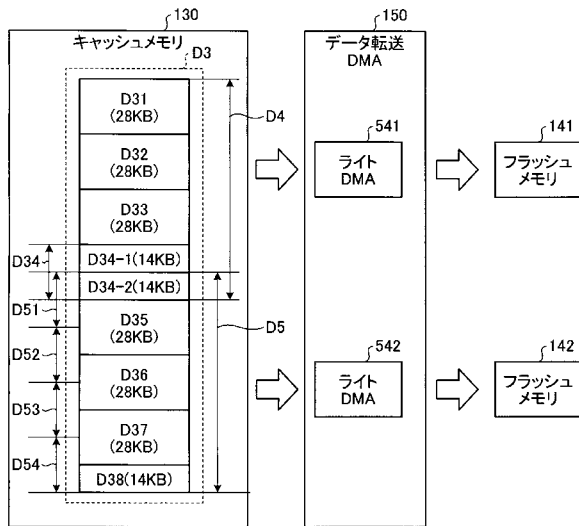 130
キャッシュメモリ
D3
D31
(28KB)
D32
(28KB)
D33
(28KB)
D34-1(14KB)
D34-2(14KB)
D35
(28KB)
D36
(28KB)
D37
(28KB)
D38(14KB)
D4
D5
D34
D51
D52
D53
D54
150
データ転送
DMA
541
ライト
DMA
542
ライト
DMA
141
フラッシュ
メモリ
142
フラッシュ
メモリ